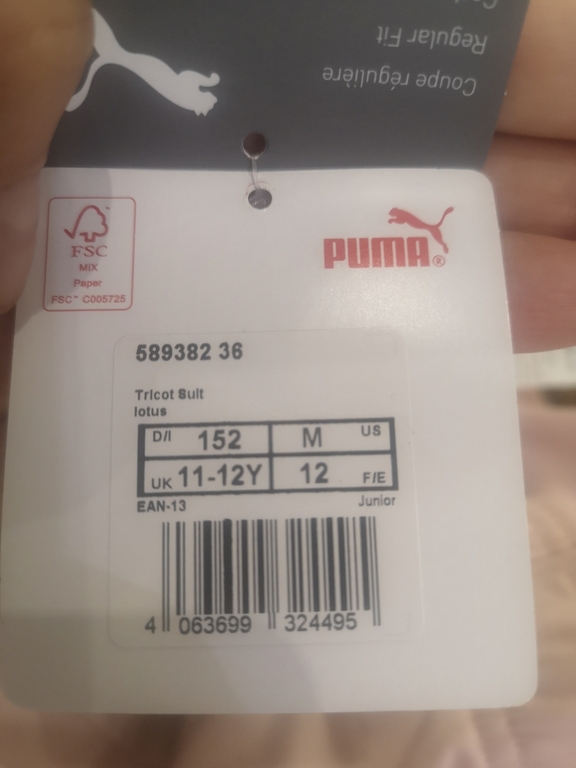 Coupe régulière
Regular Fit
FSC
MIX
Paper
FSC™ C005725
PUMA®
589382 36
Tricot Suit
lotus
D/I 152 M US
UK 11-12Y 12 F/E
EAN-13 Junior
4 063699 324495